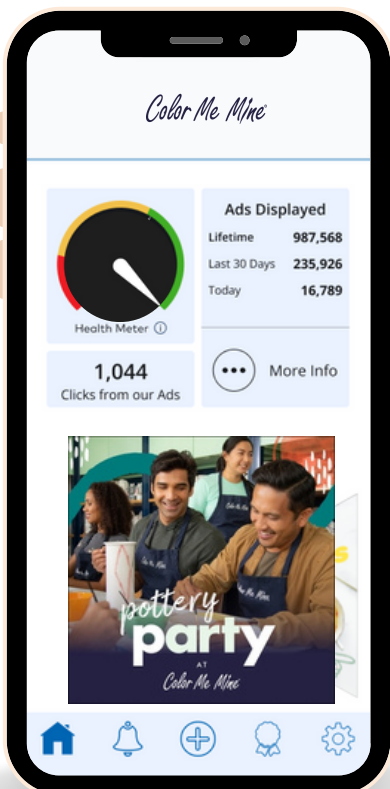 Color Me Mine
Ads Displayed
Lifetime 987,568
Last 30 Days 235,926
Today 16,789
Health Meter
1,044
Clicks from our Ads
More Info
pottery
party
AT
Color Me Mine